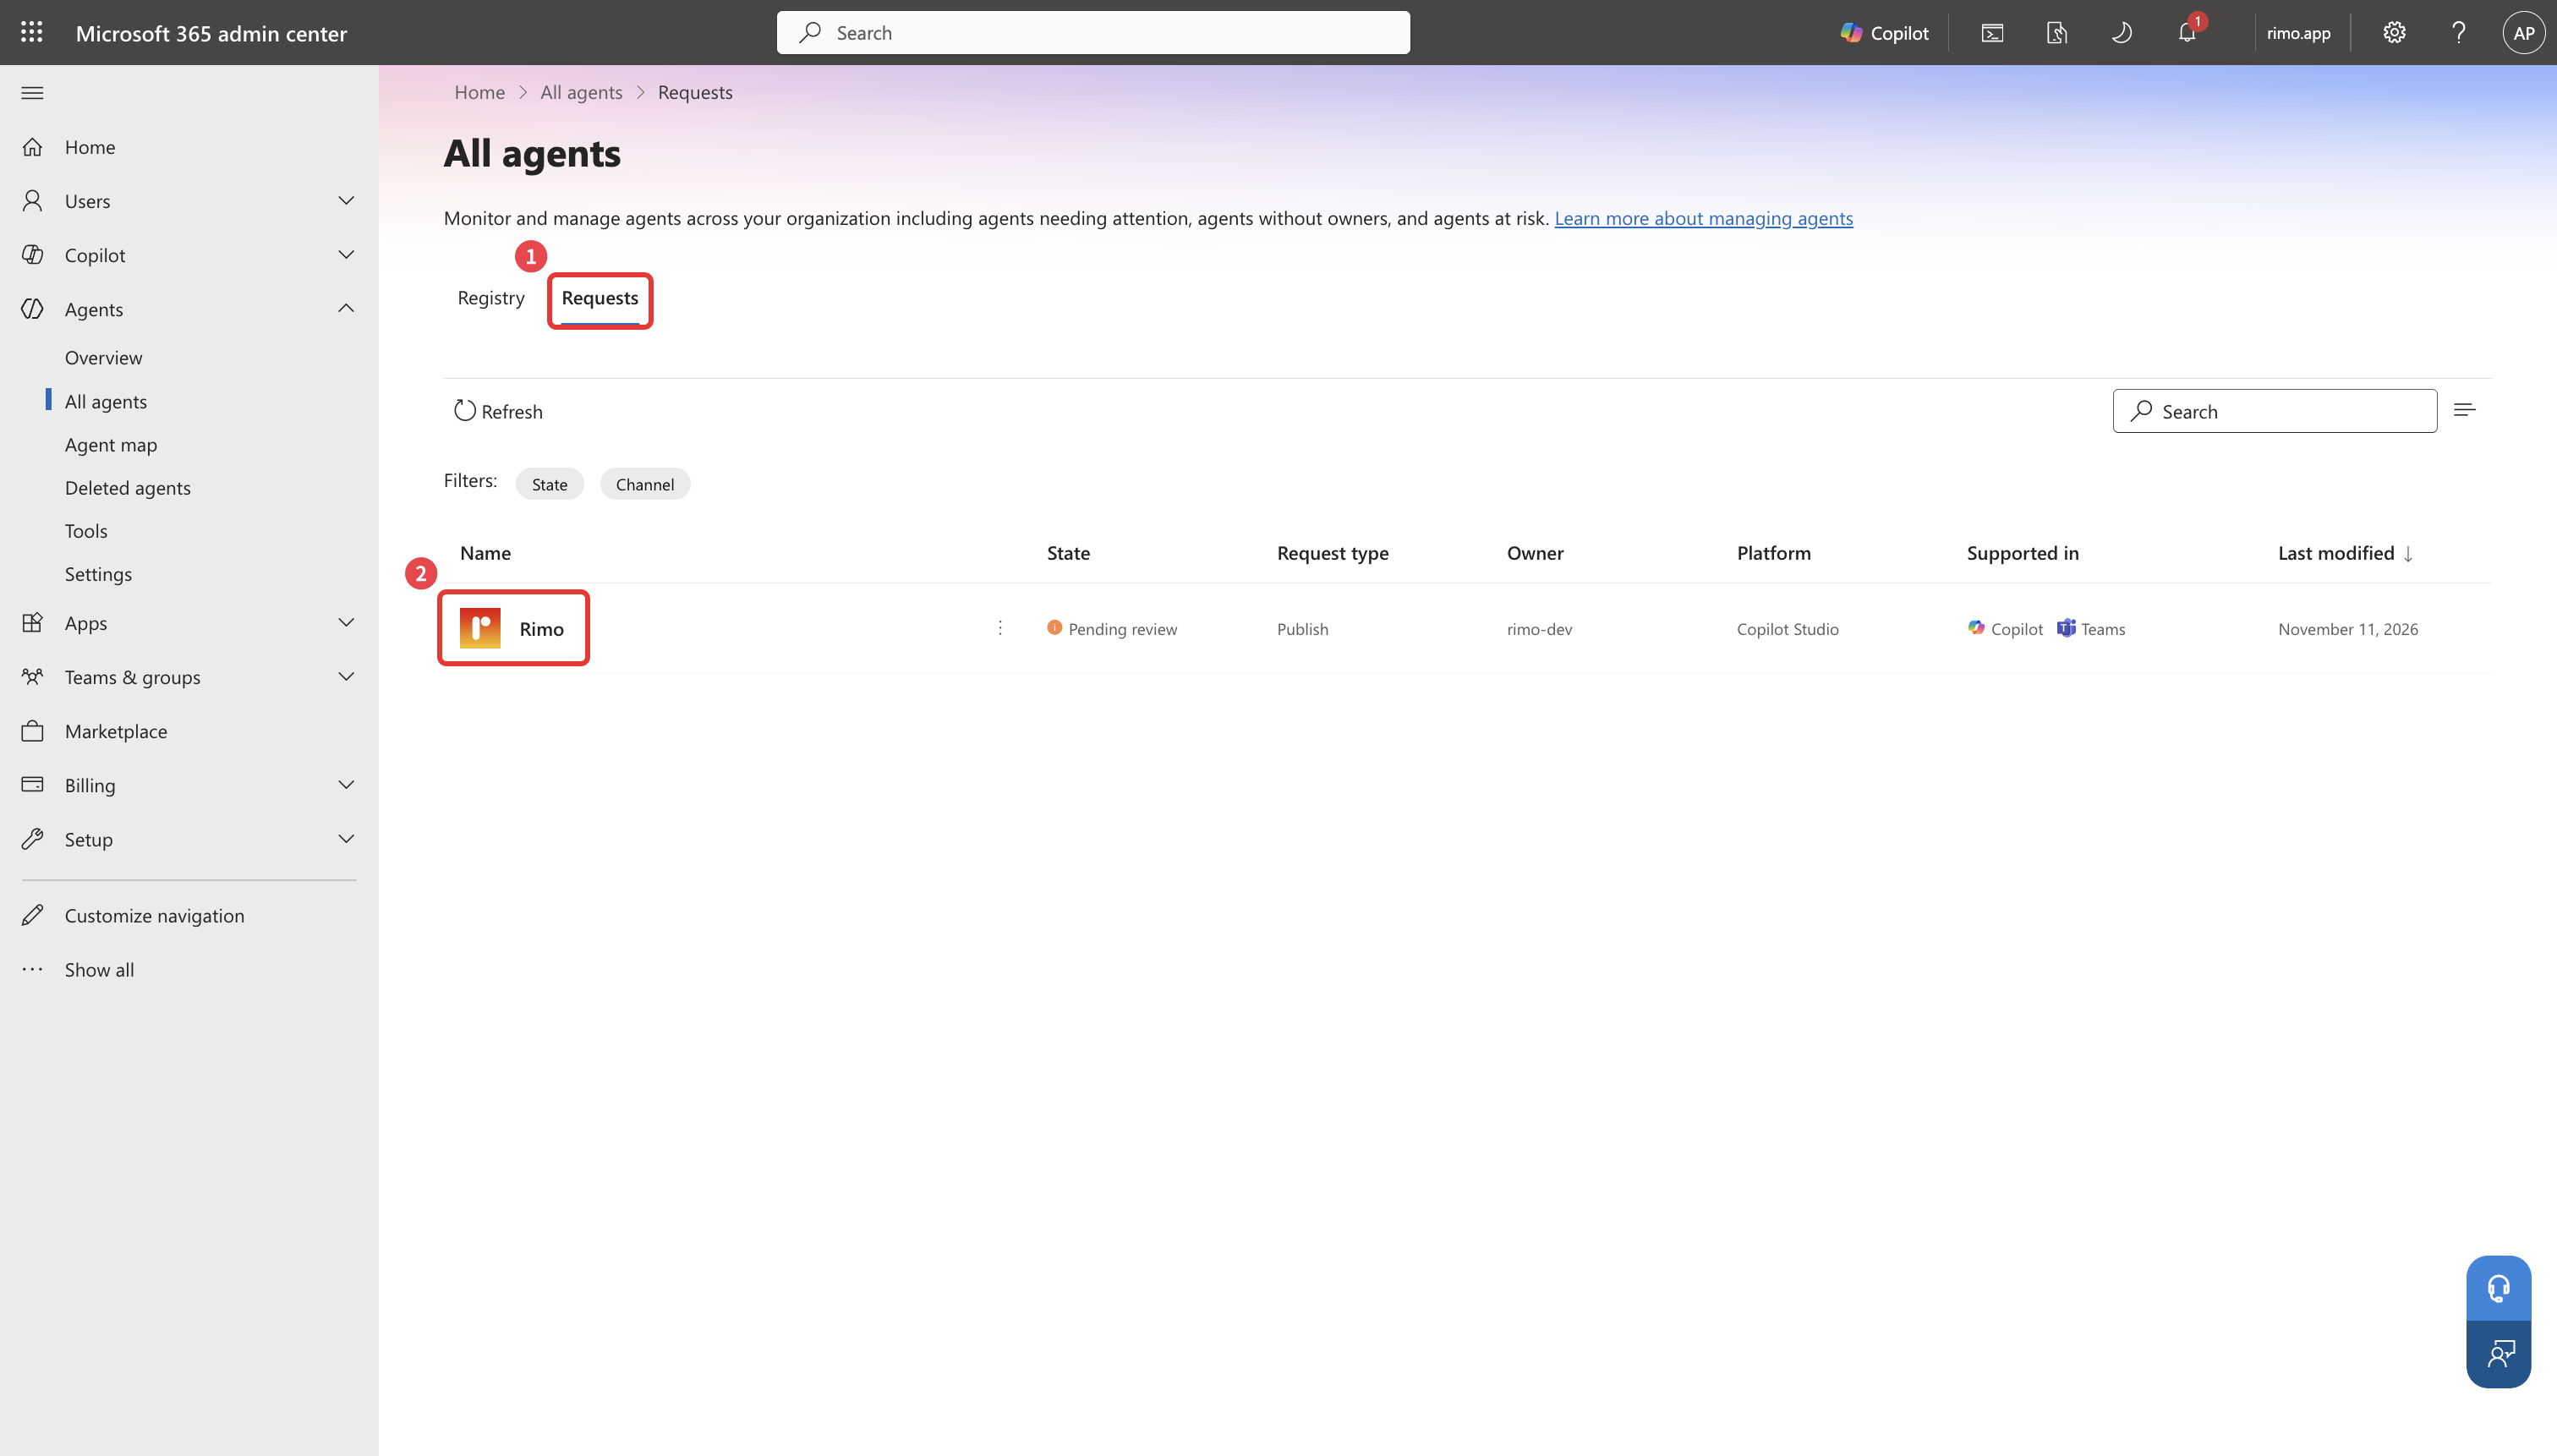 Microsoft 365 admin center
Search
Copilot
1
rimo.app
AP
Home
Users
Copilot
Agents
Overview
All agents
Agent map
Deleted agents
Tools
Settings
Apps
Teams & groups
Marketplace
Billing
Setup
Customize navigation
Show all
Home > All agents > Requests
All agents
Monitor and manage agents across your organization including agents needing attention, agents without owners, and agents at risk. Learn more about managing agents
1
Registry Requests
Refresh
Search
Filters: State Channel
Name State Request type Owner Platform Supported in Last modified ↓
2
Rimo Pending review Publish rimo-dev Copilot Studio Copilot Teams November 11, 2026